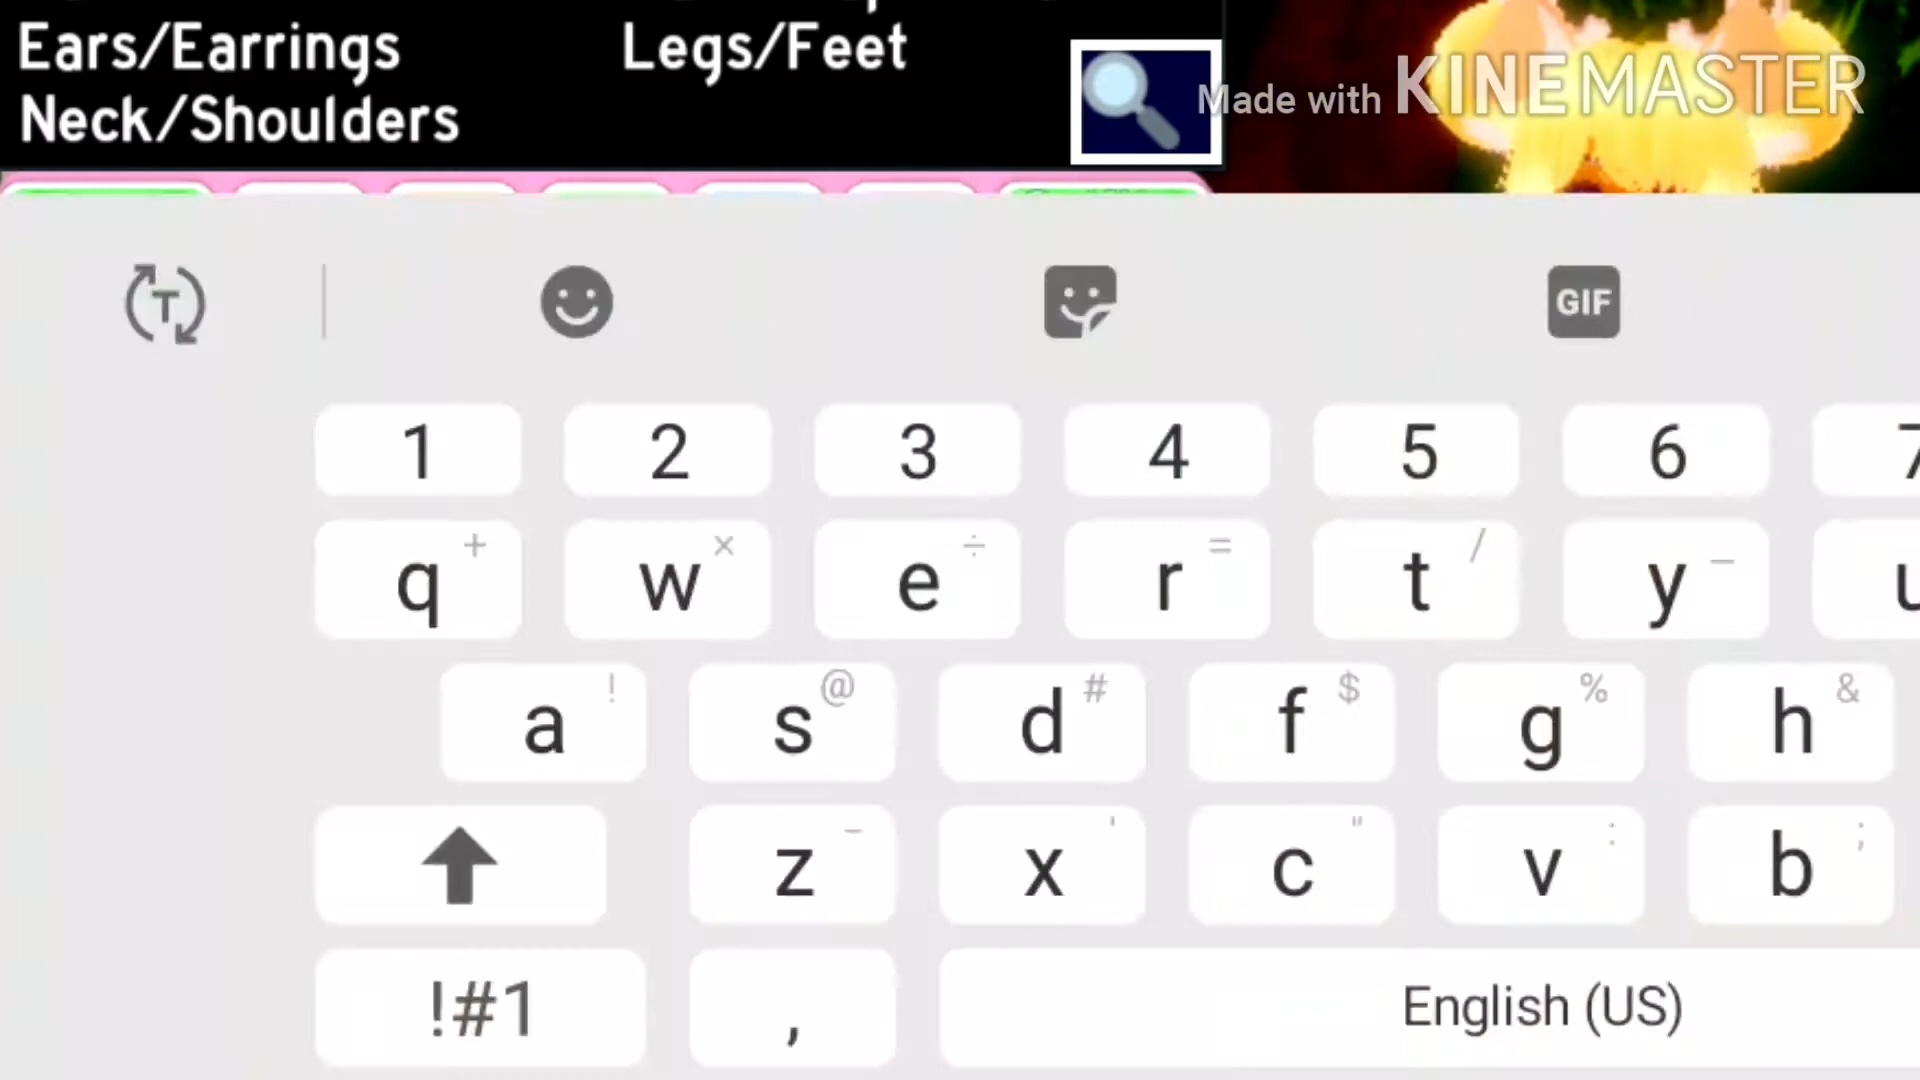 Ears/Earrings Legs/Feet
Neck/Shoulders
Made with KINEMASTER
T GIF
1 2 3 4 5 6 7
q + w × e ÷ r = t / y _ u
a ! s @ d # f $ g % h &
z - x ' c " v : b ;
!#1 , English (US)